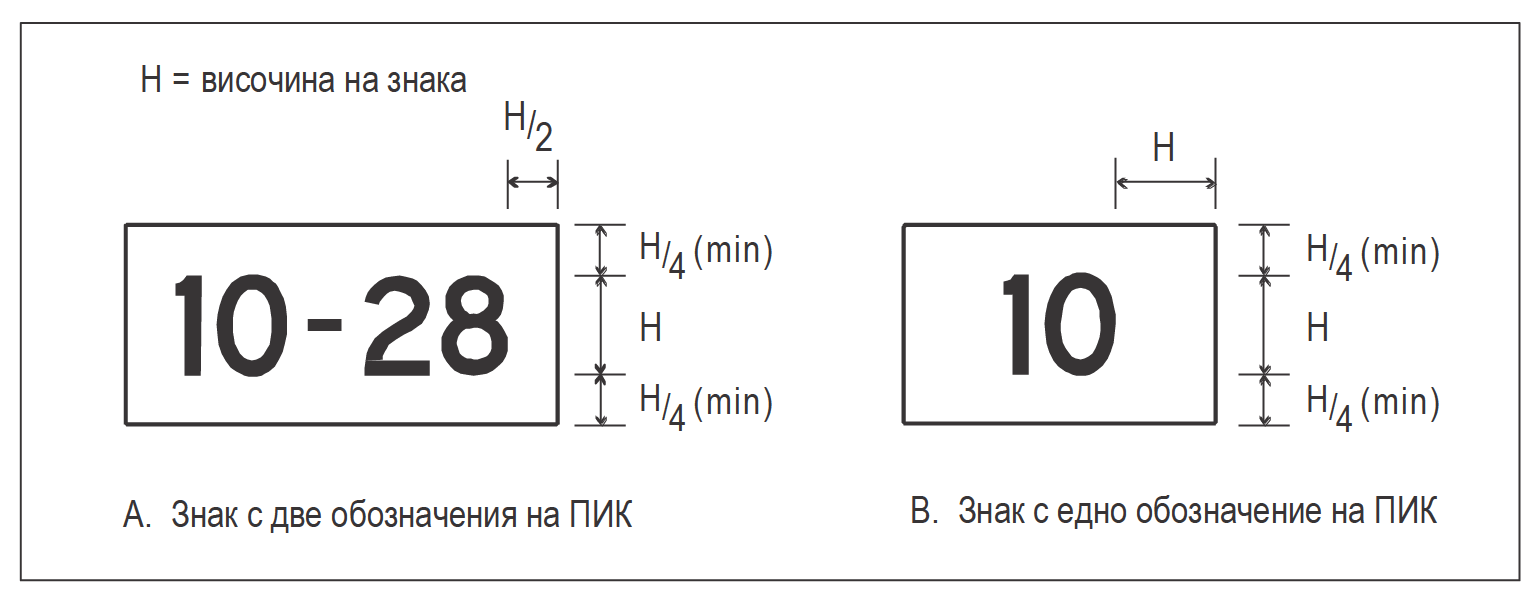 H = височина на знака
H/2
H
10-28
H/4 (min)
H
H/4 (min)
10
H/4 (min)
H
H/4 (min)
A. Знак с две обозначения на ПИК
B. Знак с едно обозначение на ПИК